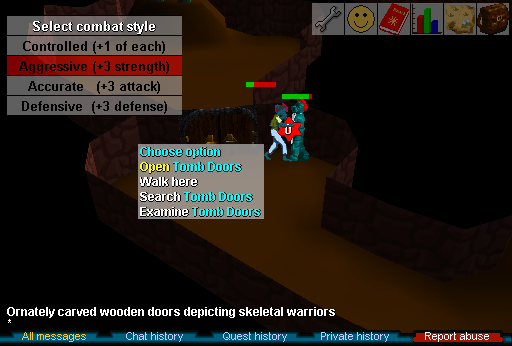 Select combat style
Controlled (+1 of each)
Aggressive (+3 strength)
Accurate (+3 attack)
Defensive (+3 defense)
U
Choose option
Open Tomb Doors
Walk here
Search Tomb Doors
Examine Tomb Doors
Ornately carved wooden doors depicting skeletal warriors
*
All messages
Chat history
Quest history
Private history
Report abuse